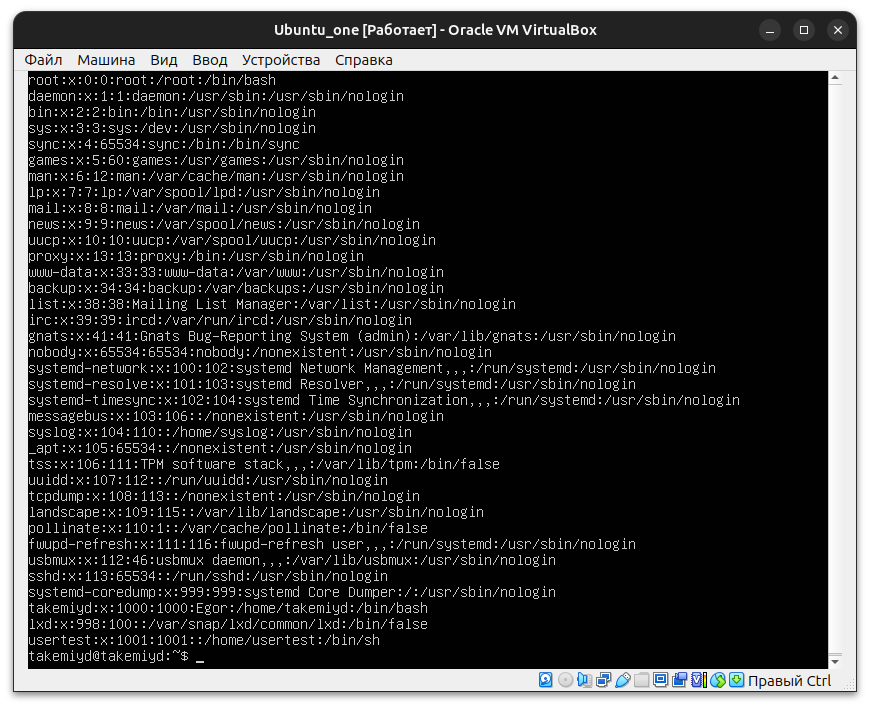 Ubuntu_one [Работает] - Oracle VM VirtualBox
Файл Машина Вид Ввод Устройства Справка
root:x:0:0:root:/root:/bin/bash
daemon:x:1:1:daemon:/usr/sbin:/usr/sbin/nologin
bin:x:2:2:bin:/bin:/usr/sbin/nologin
sys:x:3:3:sys:/dev:/usr/sbin/nologin
sync:x:4:65534:sync:/bin:/bin/sync
games:x:5:60:games:/usr/games:/usr/sbin/nologin
man:x:6:12:man:/var/cache/man:/usr/sbin/nologin
lp:x:7:7:lp:/var/spool/lpd:/usr/sbin/nologin
mail:x:8:8:mail:/var/mail:/usr/sbin/nologin
news:x:9:9:news:/var/spool/news:/usr/sbin/nologin
uucp:x:10:10:uucp:/var/spool/uucp:/usr/sbin/nologin
proxy:x:13:13:proxy:/bin:/usr/sbin/nologin
www-data:x:33:33:www-data:/var/www:/usr/sbin/nologin
backup:x:34:34:backup:/var/backups:/usr/sbin/nologin
list:x:38:38:Mailing List Manager:/var/list:/usr/sbin/nologin
irc:x:39:39:ircd:/var/run/ircd:/usr/sbin/nologin
gnats:x:41:41:Gnats Bug-Reporting System (admin):/var/lib/gnats:/usr/sbin/nologin
nobody:x:65534:65534:nobody:/nonexistent:/usr/sbin/nologin
systemd-network:x:100:102:systemd Network Management,,,:/run/systemd:/usr/sbin/nologin
systemd-resolve:x:101:103:systemd Resolver,,,:/run/systemd:/usr/sbin/nologin
systemd-timesync:x:102:104:systemd Time Synchronization,,,:/run/systemd:/usr/sbin/nologin
messagebus:x:103:106::/nonexistent:/usr/sbin/nologin
syslog:x:104:110::/home/syslog:/usr/sbin/nologin
_apt:x:105:65534::/nonexistent:/usr/sbin/nologin
tss:x:106:111:TPM software stack,,,:/var/lib/tpm:/bin/false
uuidd:x:107:112::/run/uuidd:/usr/sbin/nologin
tcpdump:x:108:113::/nonexistent:/usr/sbin/nologin
landscape:x:109:115::/var/lib/landscape:/usr/sbin/nologin
pollinate:x:110:1::/var/cache/pollinate:/bin/false
fwupd-refresh:x:111:116:fwupd-refresh user,,,:/run/systemd:/usr/sbin/nologin
usbmux:x:112:46:usbmux daemon,,,:/var/lib/usbmux:/usr/sbin/nologin
sshd:x:113:65534::/run/sshd:/usr/sbin/nologin
systemd-coredump:x:999:999:systemd Core Dumper:/:/usr/sbin/nologin
takemiyd:x:1000:1000:Egor:/home/takemiyd:/bin/bash
lxd:x:998:100::/var/snap/lxd/common/lxd:/bin/false
usertest:x:1001:1001::/home/usertest:/bin/sh
takemiyd@takemiyd:~$ _
Правый Ctrl